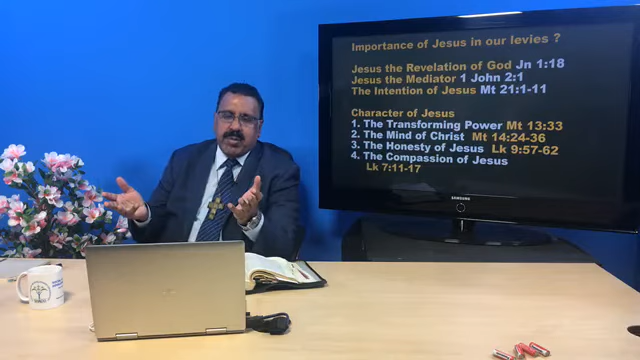 Importance of Jesus in our levies ?
Jesus the Revelation of God Jn 1:18
Jesus the Mediator 1 John 2:1
The Intention of Jesus Mt 21:1-11
Character of Jesus
1. The Transforming Power Mt 13:33
2. The Mind of Christ Mt 14:24-36
3. The Honesty of Jesus Lk 9:57-62
4. The Compassion of Jesus
Lk 7:11-17
SAMSUNG